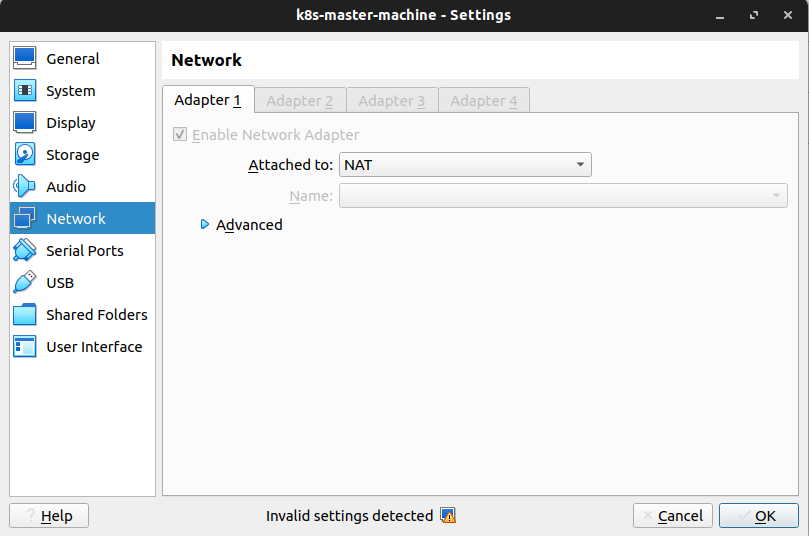 k8s-master-machine - Settings
General
System
Display
Storage
Audio
Network
Serial Ports
USB
Shared Folders
User Interface
Network
Adapter 1 Adapter 2 Adapter 3 Adapter 4
Enable Network Adapter
Attached to: NAT
Name:
Advanced
Help Invalid settings detected Cancel OK